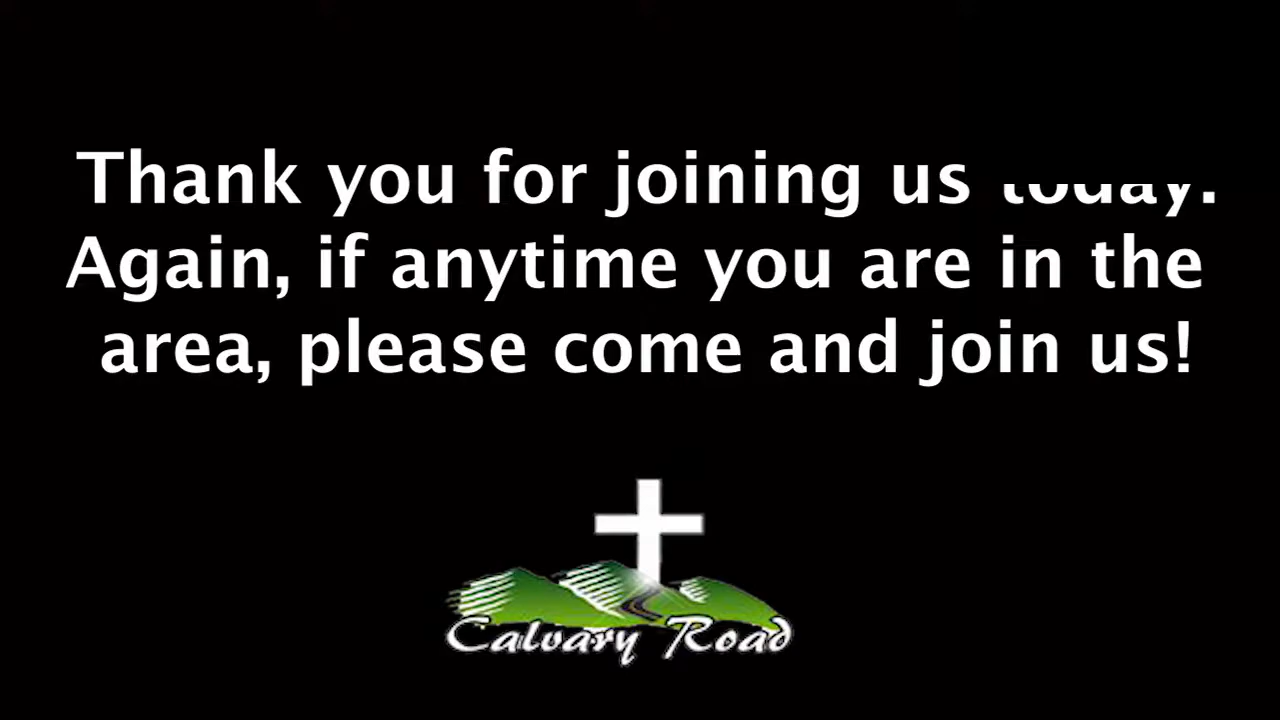 Thank you for joining us today.
Again, if anytime you are in the
area, please come and join us!
Calvary Road